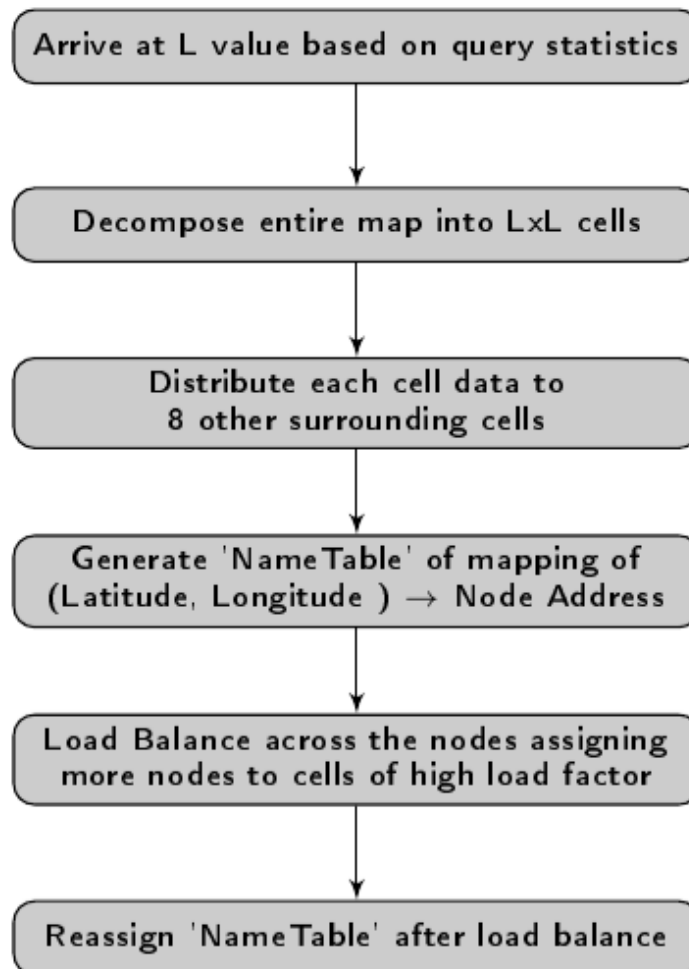 Arrive at L value based on query statistics
Decompose entire map into LxL cells
Distribute each cell data to
8 other surrounding cells
Generate 'NameTable' of mapping of
(Latitude, Longitude ) → Node Address
Load Balance across the nodes assigning
more nodes to cells of high load factor
Reassign 'NameTable' after load balance